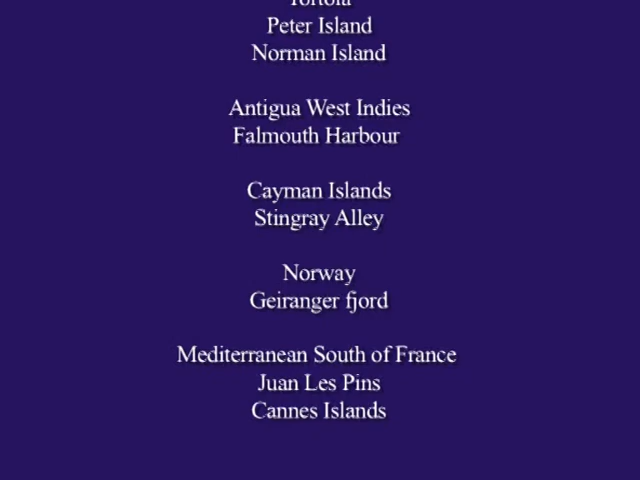 Tortola
Peter Island
Norman Island
Antigua West Indies
Falmouth Harbour
Cayman Islands
Stingray Alley
Norway
Geiranger fjord
Mediterranean South of France
Juan Les Pins
Cannes Islands